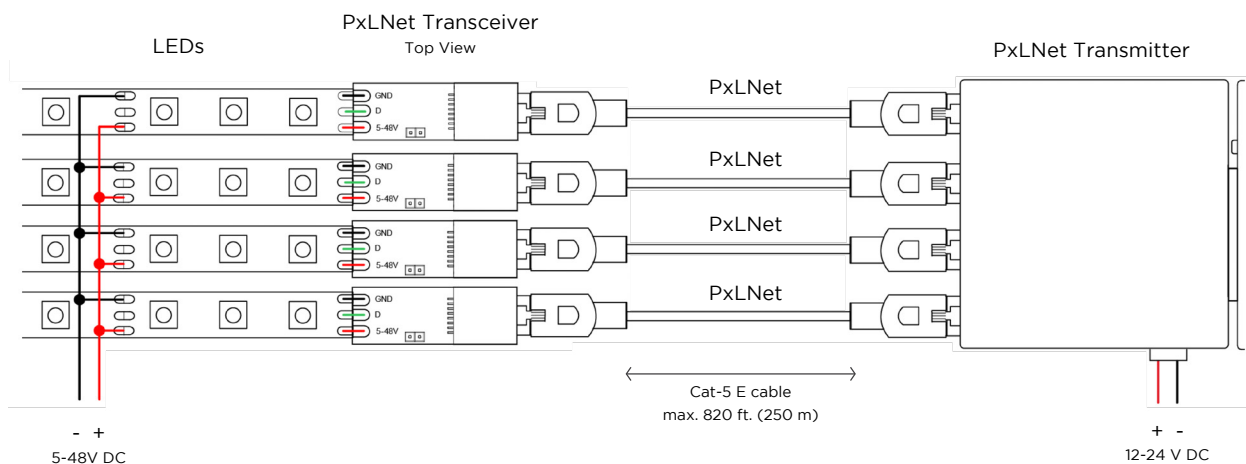 PxLNet Transceiver
Top View
LEDs
PxLNet Transmitter
GND
D
5-48V
PxLNet
GND
D
5-48V
PxLNet
GND
D
5-48V
PxLNet
GND
D
5-48V
PxLNet
Cat-5 E cable
max. 820 ft. (250 m)
- +
5-48V DC
+ -
12-24 V DC